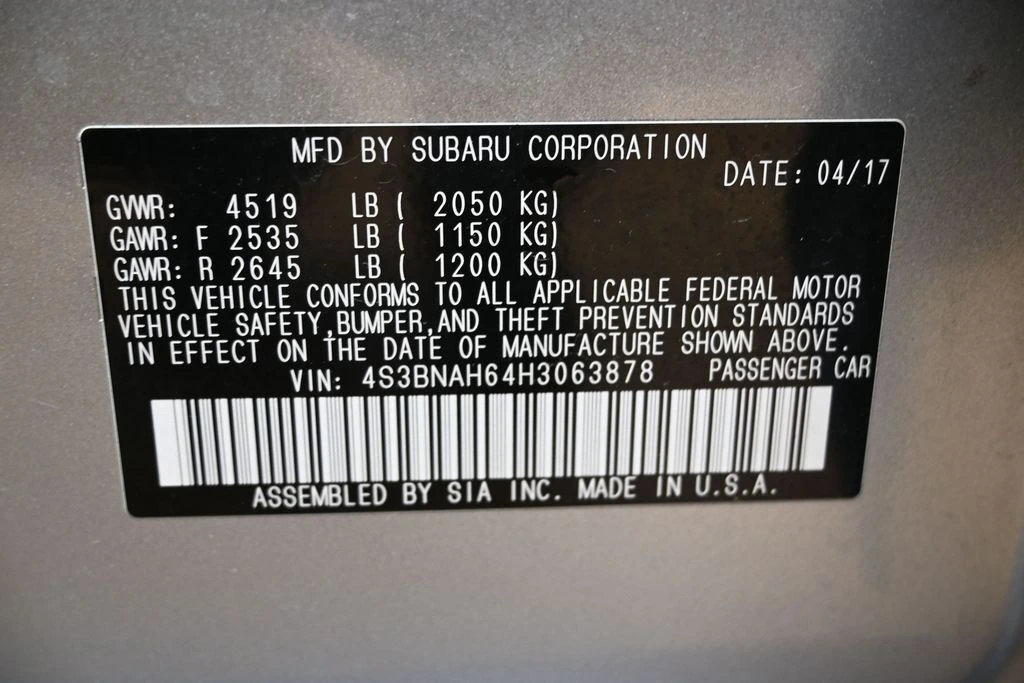 MFD BY SUBARU CORPORATION
DATE: 04/17
GVWR: 4519 LB ( 2050 KG)
GAWR: F 2535 LB ( 1150 KG)
GAWR: R 2645 LB ( 1200 KG)
THIS VEHICLE CONFORMS TO ALL APPLICABLE FEDERAL MOTOR
VEHICLE SAFETY,BUMPER,AND THEFT PREVENTION STANDARDS
IN EFFECT ON THE DATE OF MANUFACTURE SHOWN ABOVE.
VIN: 4S3BNAH64H3063878 PASSENGER CAR
ASSEMBLED BY SIA INC. MADE IN U.S.A.